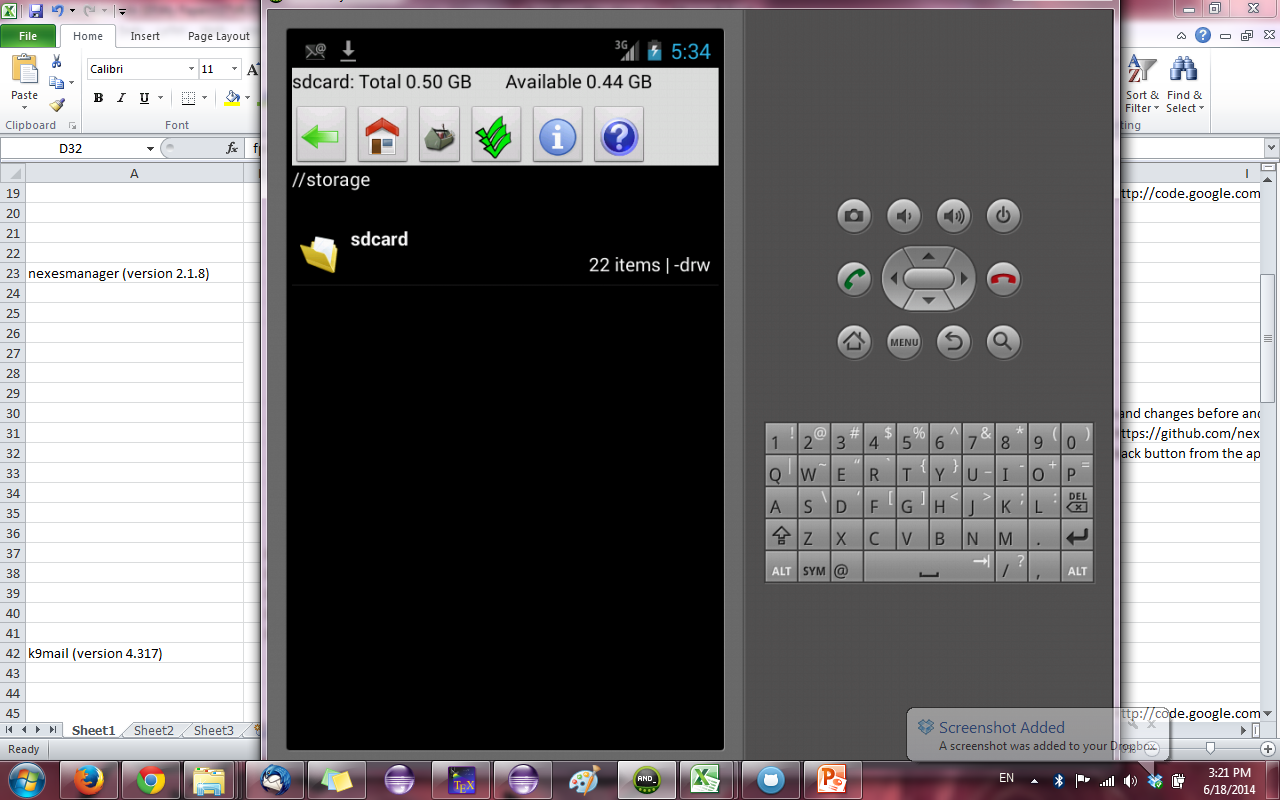 File Home Insert Page Layout
Calibri 11 A
Paste
B I U
Clipboard Font
Sort & Filter
Find & Select
ting
D32 fx
A I
19
20
21
22
23 nexesmanager (version 2.1.8)
24
25
26
27
28
29
30
31
32
33
34
35
36
37
38
39
40
41
42 k9mail (version 4.317)
43
44
45
Sheet1 Sheet2 Sheet3
Ready
3G 5:34
sdcard: Total 0.50 GB Available 0.44 GB
//storage
sdcard
22 items | -drw
MENU
1 ! 2 @ 3 # 4 $ 5 % 6 ^ 7 & 8 * 9 ( 0 )
Q | W ~ E " R ` T { Y } U _ I - O + P =
A S \ D ' F [ G ] H < J > K ; L : DEL
Z X C V B N M .
ALT SYM @ / ? , ALT
ttp://code.google.com
and changes before and
ttps://github.com/nex
ack button from the ap
ttp://code.google.com
Screenshot Added
A screenshot was added to your Dropbox
TEX
AND
EN
3:21 PM
6/18/2014